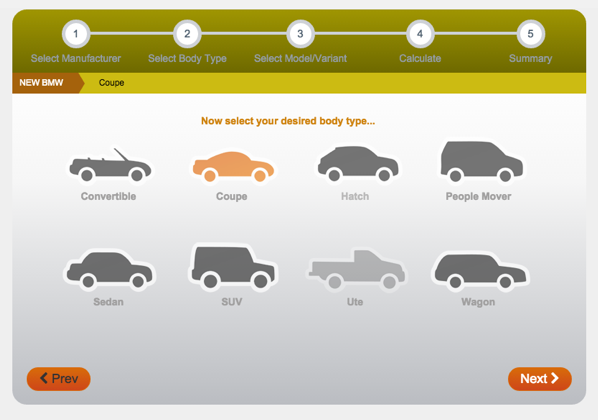 1 2 3 4 5
Select Manufacturer Select Body Type Select Model/Variant Calculate Summary
NEW BMW Coupe
Now select your desired body type...
Convertible Coupe Hatch People Mover
Sedan SUV Ute Wagon
Prev Next